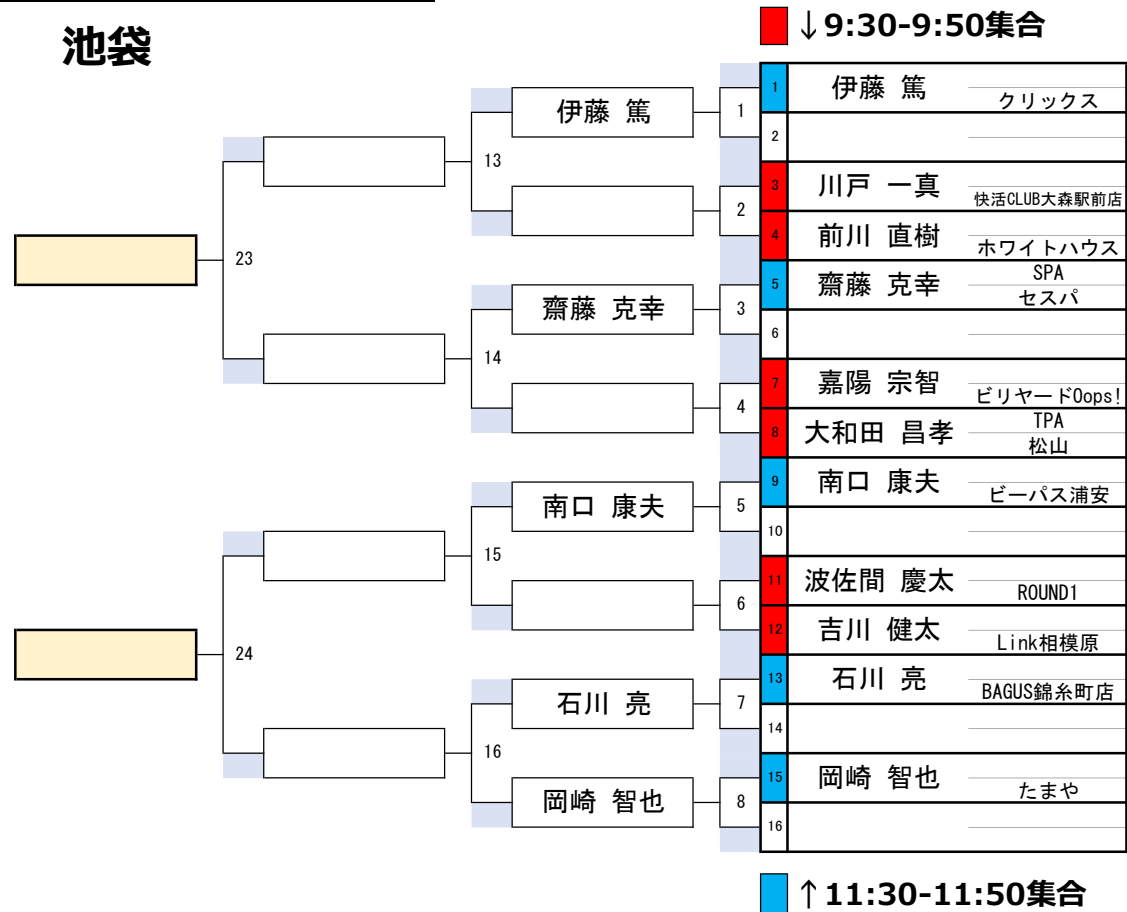 ↓9:30-9:50集合
池袋
1 伊藤 篤 クリックス
2
3 川戸 一真 快活CLUB大森駅前店
4 前川 直樹 ホワイトハウス
5 齋藤 克幸 SPA
セスパ
6
7 嘉陽 宗智 ビリヤードOops!
8 大和田 昌孝 TPA
松山
9 南口 康夫 ビーパス浦安
10
11 波佐間 慶太 ROUND1
12 吉川 健太 Link相模原
13 石川 亮 BAGUS錦糸町店
14
15 岡崎 智也 たまや
16
伊藤 篤 1
13
2
23
齋藤 克幸 3
14
4
南口 康夫 5
15
6
24
石川 亮 7
16
岡崎 智也 8
↑11:30-11:50集合